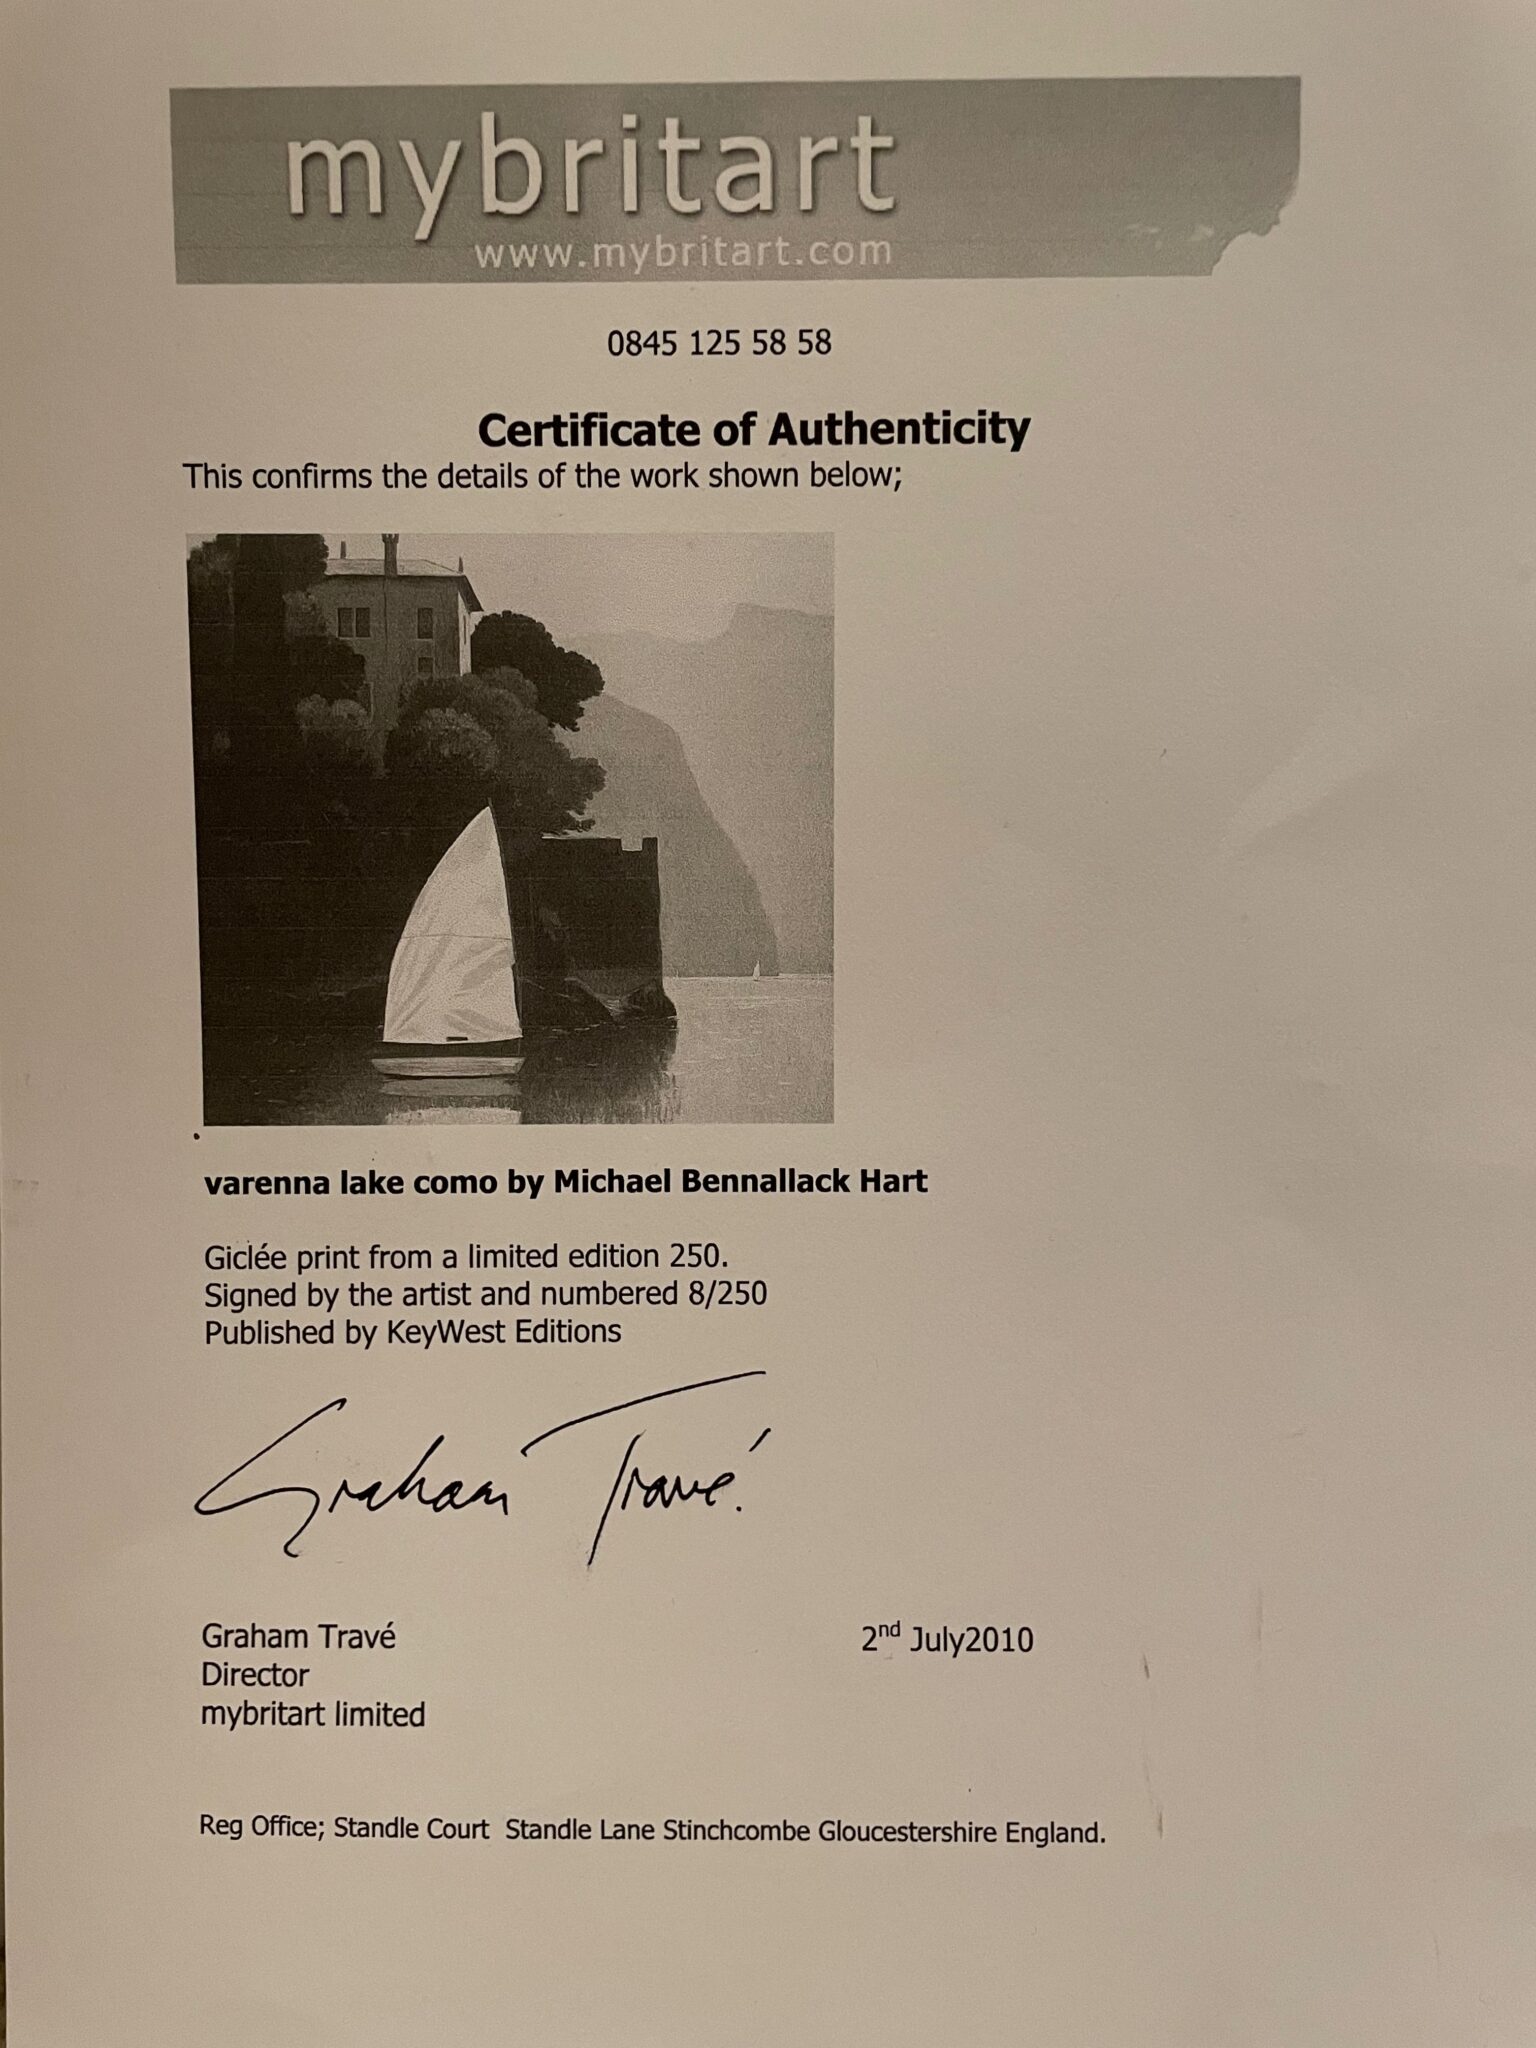 mybritart
www.mybritart.com
0845 125 58 58
Certificate of Authenticity
This confirms the details of the work shown below;
varenna lake como by Michael Bennallack Hart
Giclée print from a limited edition 250.
Signed by the artist and numbered 8/250
Published by KeyWest Editions
Graham Travé.
Graham Travé
2nd July2010
Director
mybritart limited
Reg Office; Standle Court Standle Lane Stinchcombe Gloucestershire England.